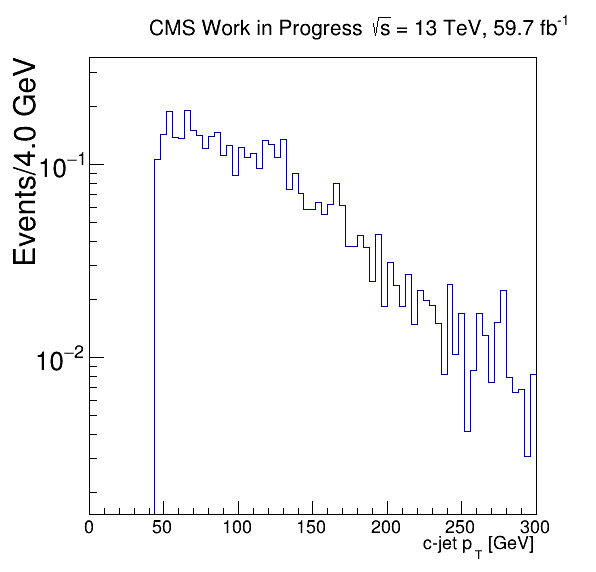 CMS Work in Progress √s = 13 TeV, 59.7 fb⁻¹
Events/4.0 GeV
10⁻¹
10⁻²
0 50 100 150 200 250 300
c-jet p_T [GeV]